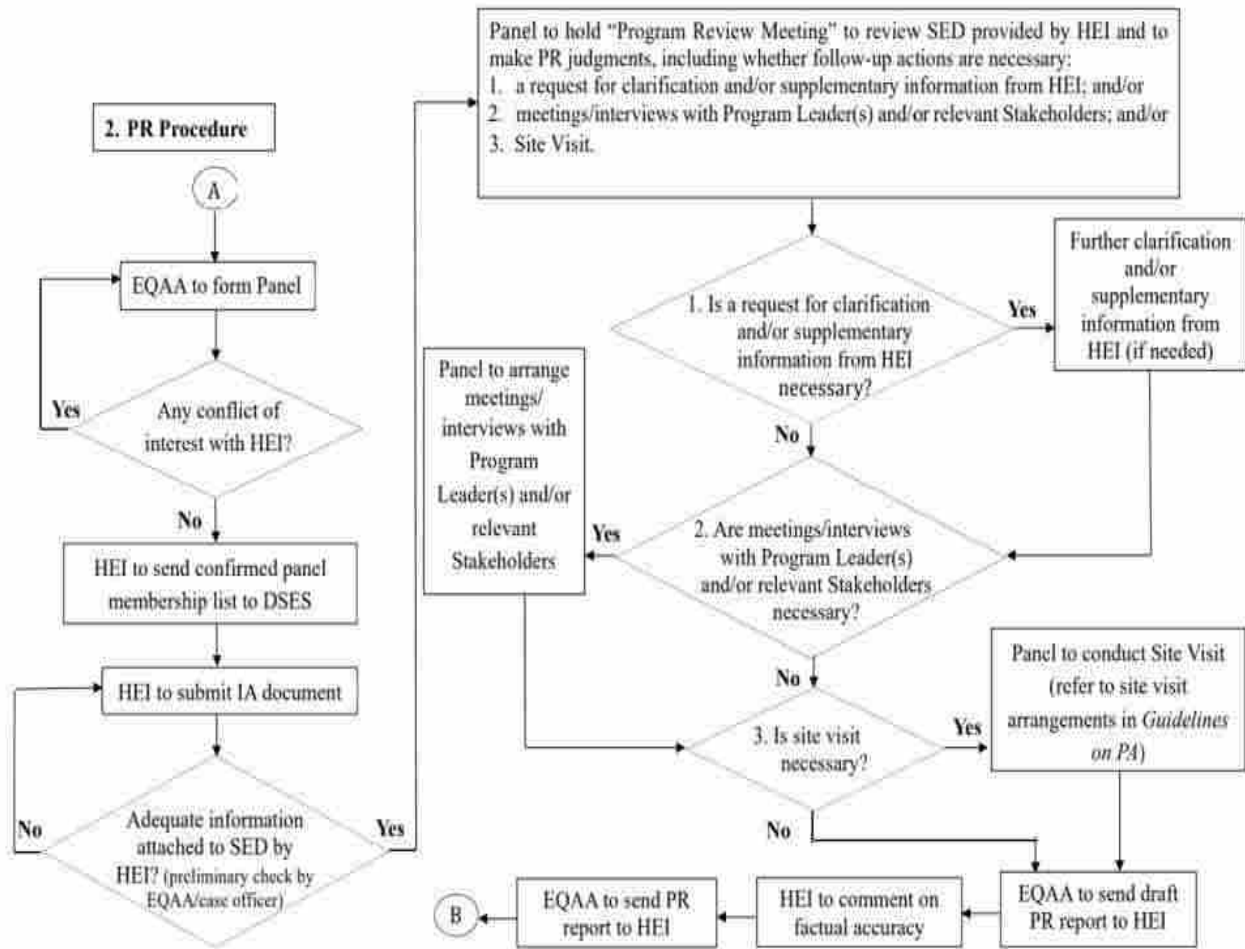 2. PR Procedure
A
EQAA to form Panel
Yes
Any conflict of
interest with HEI?
No
HEI to send confirmed panel
membership list to DSES
HEI to submit IA document
No
Adequate information
attached to SED by
HEI? (preliminary check by
EQAA/case officer)
Yes
Panel to hold “Program Review Meeting” to review SED provided by HEI and to
make PR judgments, including whether follow-up actions are necessary:
1. a request for clarification and/or supplementary information from HEI; and/or
2. meetings/interviews with Program Leader(s) and/or relevant Stakeholders; and/or
3. Site Visit.
1. Is a request for clarification
and/or supplementary
information from HEI
necessary?
Yes
Further clarification
and/or
supplementary
information from
HEI (if needed)
No
Panel to arrange
meetings/
interviews with
Program
Leader(s) and/or
relevant
Stakeholders
Yes
2. Are meetings/interviews
with Program Leader(s)
and/or relevant Stakeholders
necessary?
No
3. Is site visit
necessary?
Yes
Panel to conduct Site Visit
(refer to site visit
arrangements in Guidelines
on PA)
No
EQAA to send draft
PR report to HEI
HEI to comment on
factual accuracy
EQAA to send PR
report to HEI
B